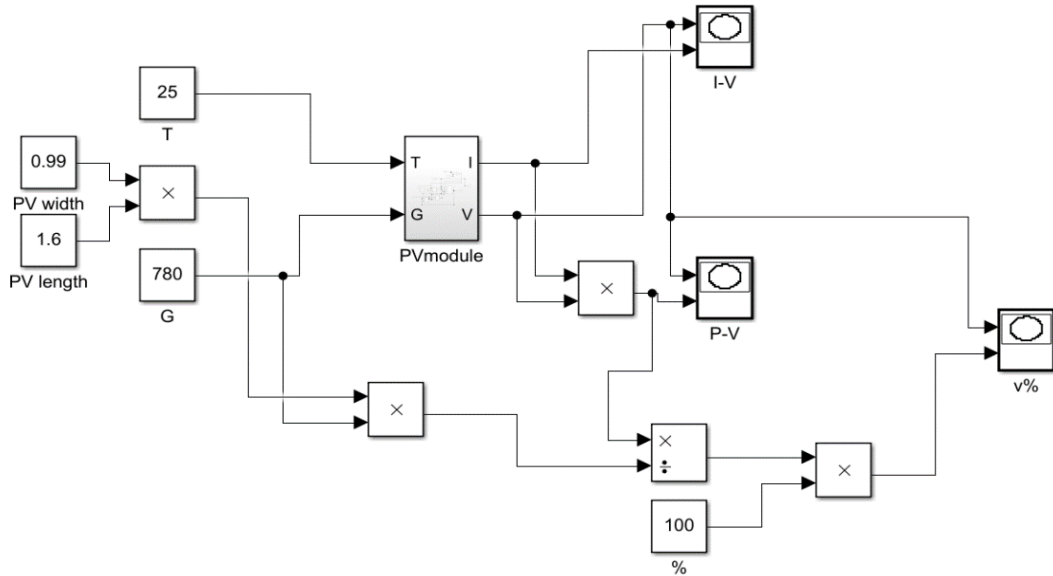 I-V
25
T
0.99
PV width
×
1.6
PV length
T
I
G
V
PVmodule
780
G
×
P-V
v%
×
×
÷
×
100
%